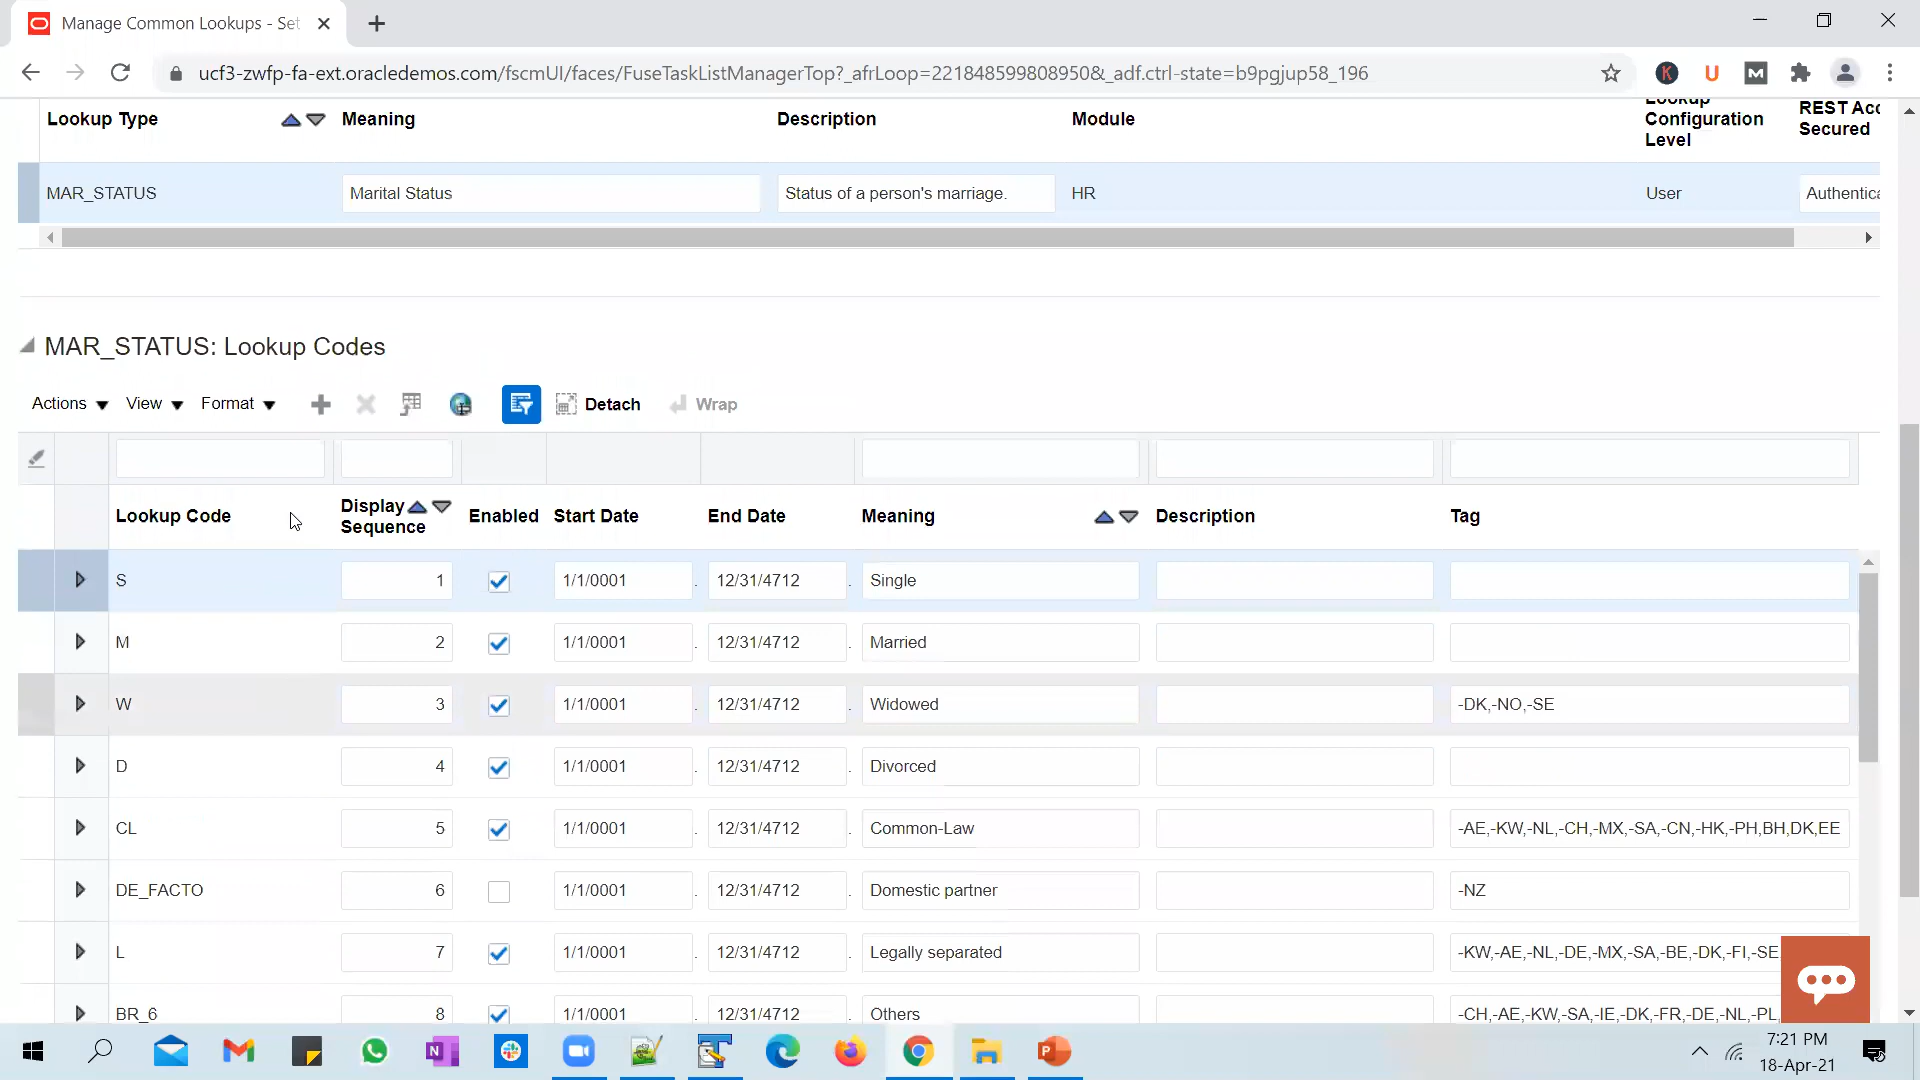 Manage Common Lookups - Set
ucf3-zwfp-fa-ext.oracledemos.com/fscmUI/faces/FuseTaskListManagerTop?_afrLoop=221848599808950&_adf.ctrl-state=b9pgjup58_196
Lookup Type Meaning Description Module Lookup Configuration Level REST Acc Secured
MAR_STATUS Marital Status Status of a person's marriage. HR User Authentica
MAR_STATUS: Lookup Codes
Actions View Format Detach Wrap
Lookup Code Display Sequence Enabled Start Date End Date Meaning Description Tag
S 1 1/1/0001 12/31/4712 Single
M 2 1/1/0001 12/31/4712 Married
W 3 1/1/0001 12/31/4712 Widowed -DK,-NO,-SE
D 4 1/1/0001 12/31/4712 Divorced
CL 5 1/1/0001 12/31/4712 Common-Law -AE,-KW,-NL,-CH,-MX,-SA,-CN,-HK,-PH,BH,DK,EE
DE_FACTO 6 1/1/0001 12/31/4712 Domestic partner -NZ
L 7 1/1/0001 12/31/4712 Legally separated -KW,-AE,-NL,-DE,-MX,-SA,-BE,-DK,-FI,-SE
BR_6 8 1/1/0001 12/31/4712 Others -CH,-AE,-KW,-SA,-IE,-DK,-FR,-DE,-NL,-PL,
7:21 PM
18-Apr-21